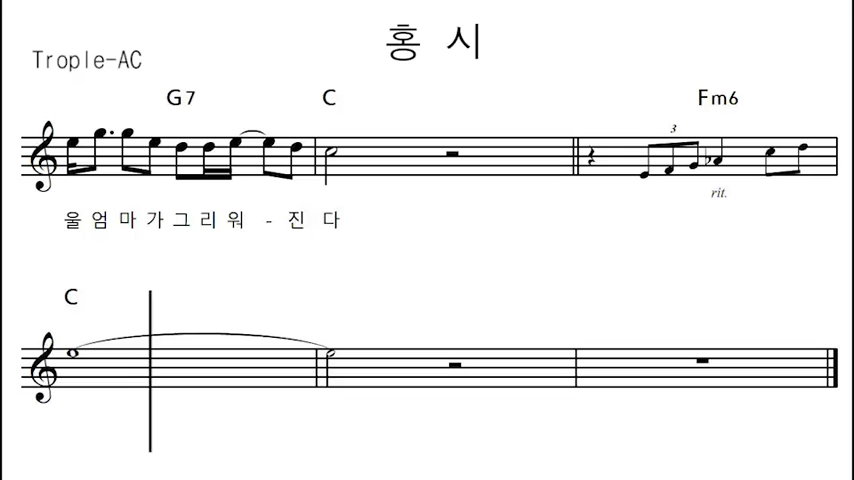 홍 시
Trople-AC
G7 C Fm6
3
rit.
울 엄 마 가 그 리 워 - 진 다
C